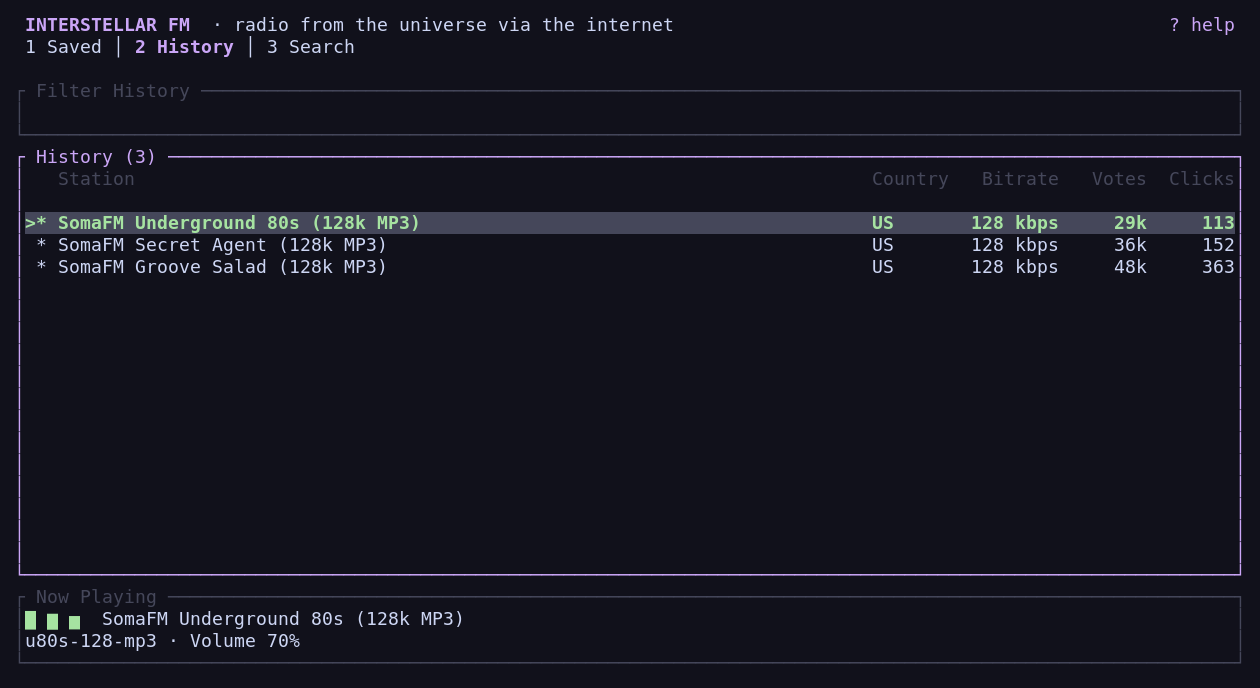 INTERSTELLAR FM · radio from the universe via the internet ? help
1 Saved │ 2 History │ 3 Search
Filter History
History (3)
Station Country Bitrate Votes Clicks
>* SomaFM Underground 80s (128k MP3) US 128 kbps 29k 113
* SomaFM Secret Agent (128k MP3) US 128 kbps 36k 152
* SomaFM Groove Salad (128k MP3) US 128 kbps 48k 363
Now Playing
SomaFM Underground 80s (128k MP3)
u80s-128-mp3 · Volume 70%